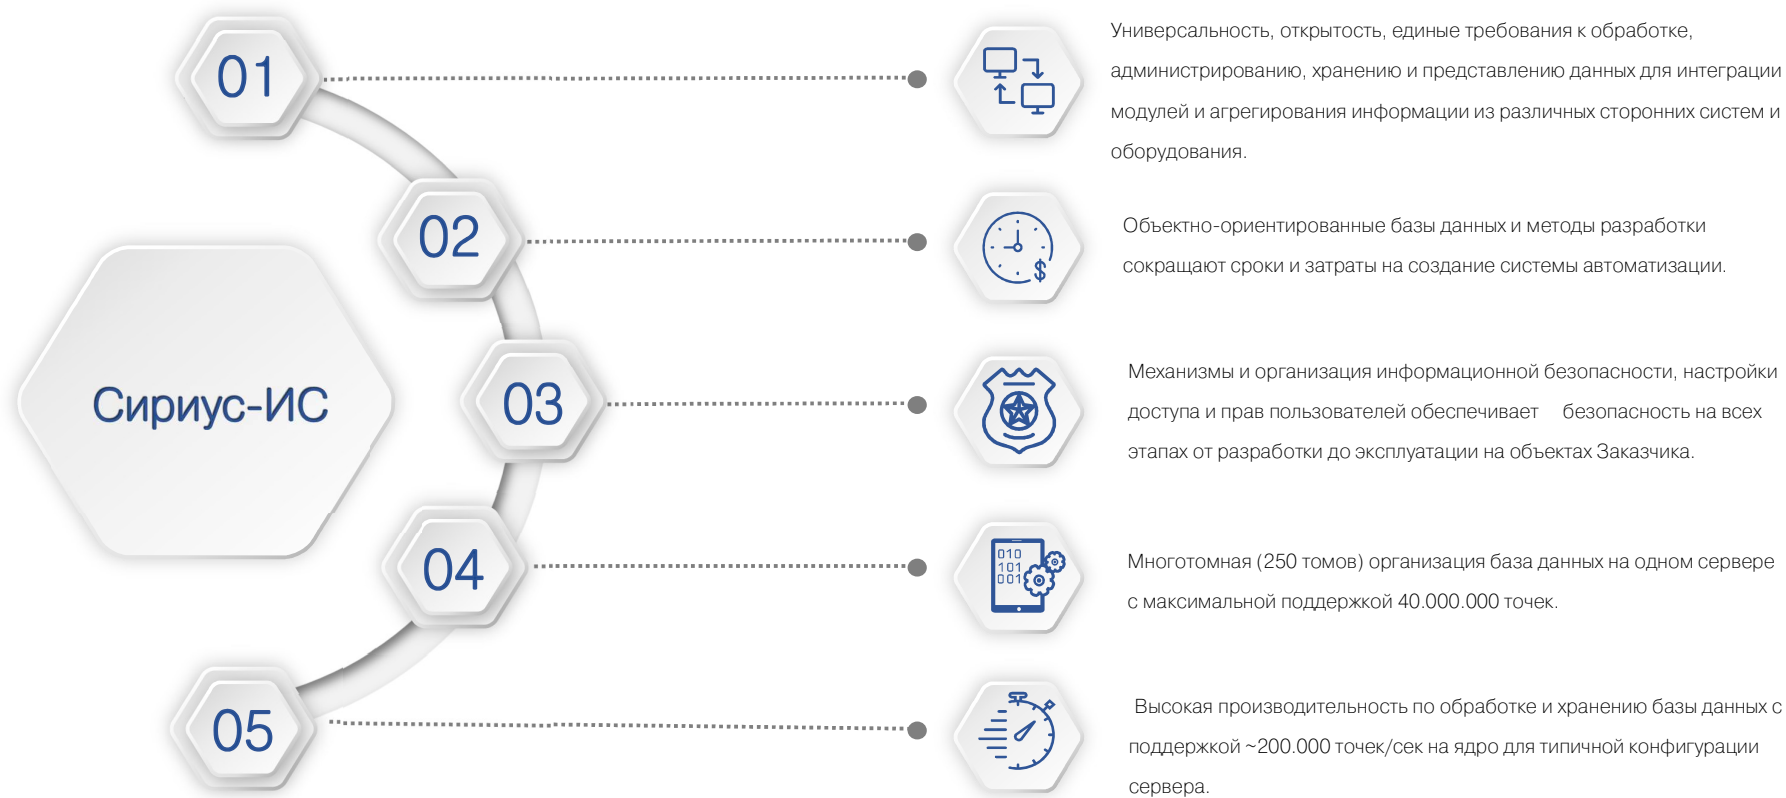 01
Универсальность, открытость, единые требования к обработке,
администрированию, хранению и представлению данных для интеграции
модулей и агрегирования информации из различных сторонних систем и
оборудования.
02
Объектно-ориентированные базы данных и методы разработки
сокращают сроки и затраты на создание системы автоматизации.
$
Сириус-ИС
03
Механизмы и организация информационной безопасности, настройки
доступа и прав пользователей обеспечивает безопасность на всех
этапах от разработки до эксплуатации на объектах Заказчика.
04
010
101
001
Многотомная (250 томов) организация база данных на одном сервере
с максимальной поддержкой 40.000.000 точек.
05
Высокая производительность по обработке и хранению базы данных с
поддержкой ~200.000 точек/сек на ядро для типичной конфигурации
сервера.